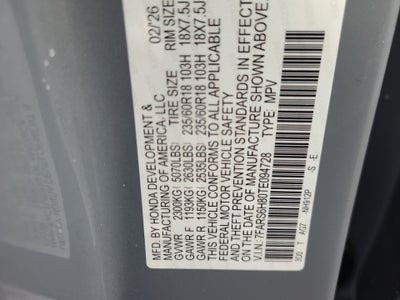 MFD. BY HONDA DEVELOPMENT & 02/26
MANUFACTURING OF AMERICA, LLC
TIRE SIZE RIM SIZE
GVWR 2300KG( 5070LBS)
GAWR F 1193KG( 2630LBS) 235/60R18 103H 18X7.5J
GAWR R 1150KG( 2535LBS) 235/60R18 103H 18X7.5J
THIS VEHICLE CONFORMS TO ALL APPLICABLE
FEDERAL MOTOR VEHICLE SAFETY
AND THEFT PREVENTION STANDARDS IN EFFECT
ON THE DATE OF MANUFACTURE SHOWN ABOVE.
V.I.N: 7FARS6H80TE094728 TYPE: MPV
300 T A07 NH912P -S -E